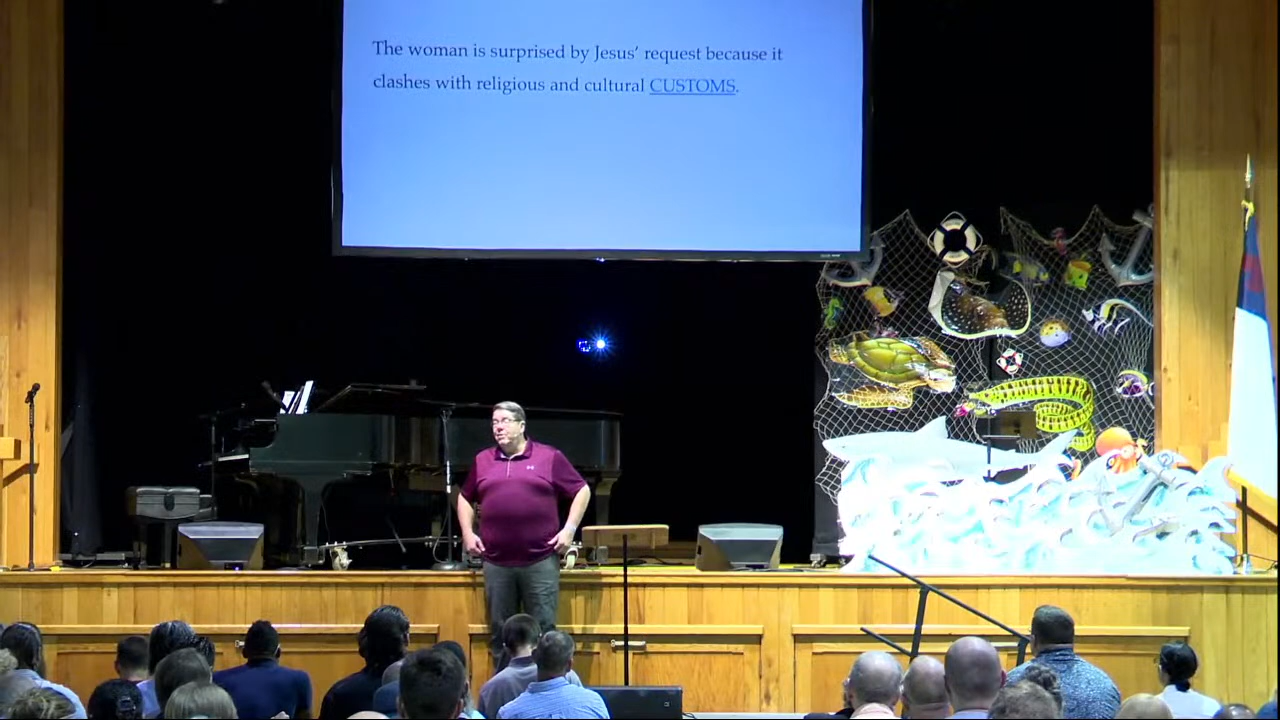 The woman is surprised by Jesus' request because it
clashes with religious and cultural CUSTOMS.